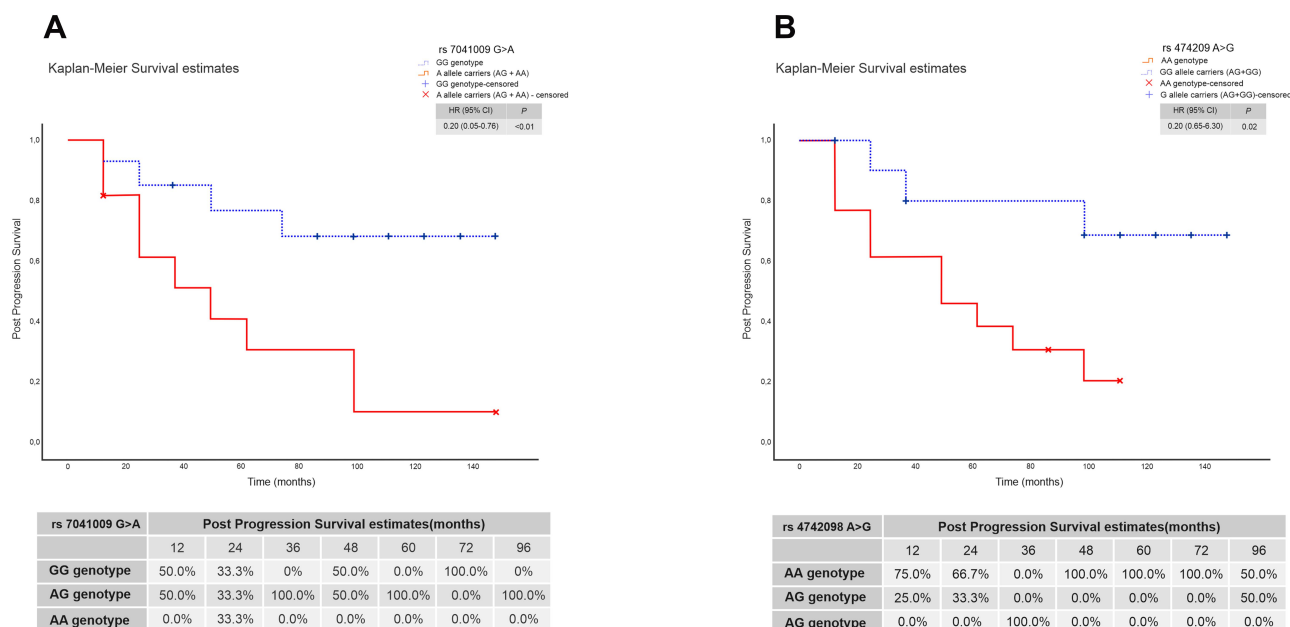 A
rs 7041009 G>A
Kaplan-Meier Survival estimates
GG genotype
A allele carriers (AG + AA)
GG genotype-censored
A allele carriers (AG + AA) - censored
HR (95% CI) P
0.20 (0.05-0.76) <0.01
Post Progression Survival
1,0
0,8
0,6
0,4
0,2
0,0
0 20 40 60 80 100 120 140
Time (months)
rs 7041009 G>A Post Progression Survival estimates(months)
12 24 36 48 60 72 96
GG genotype 50.0% 33.3% 0% 50.0% 0.0% 100.0% 0%
AG genotype 50.0% 33.3% 100.0% 50.0% 100.0% 0.0% 100.0%
AA genotype 0.0% 33.3% 0.0% 0.0% 0.0% 0.0% 0.0%
B
rs 474209 A>G
Kaplan-Meier Survival estimates
AA genotype
GG allele carriers (AG+GG)
AA genotype-censored
G allele carriers (AG+GG)-censored
HR (95% CI) P
0.20 (0.65-6.30) 0.02
Post Progression Survival
1,0
0,8
0,6
0,4
0,2
0,0
0 20 40 60 80 100 120 140
Time (months)
rs 4742098 A>G Post Progression Survival estimates(months)
12 24 36 48 60 72 96
AA genotype 75.0% 66.7% 0.0% 100.0% 100.0% 100.0% 50.0%
AG genotype 25.0% 33.3% 0.0% 0.0% 0.0% 0.0% 50.0%
AG genotype 0.0% 0.0% 100.0% 0.0% 0.0% 0.0% 0.0%